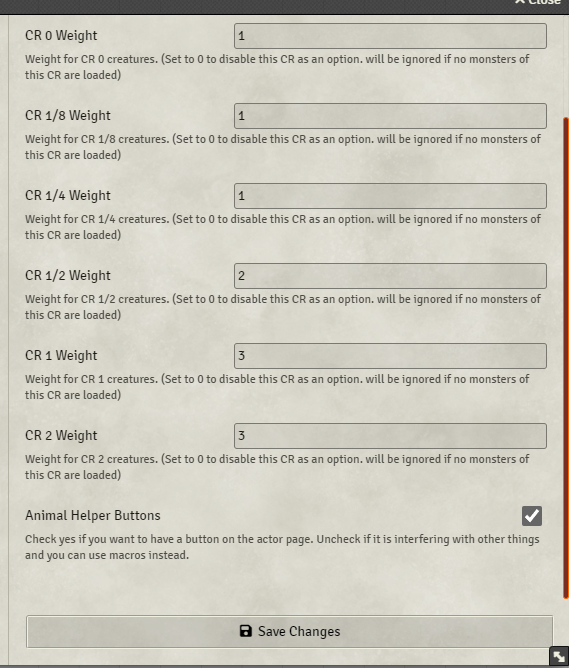 Close
CR 0 Weight
1
Weight for CR 0 creatures. (Set to 0 to disable this CR as an option. will be ignored if no monsters of
this CR are loaded)
CR 1/8 Weight
1
Weight for CR 1/8 creatures. (Set to 0 to disable this CR as an option. will be ignored if no monsters of
this CR are loaded)
CR 1/4 Weight
1
Weight for CR 1/4 creatures. (Set to 0 to disable this CR as an option. will be ignored if no monsters of
this CR are loaded)
CR 1/2 Weight
2
Weight for CR 1/2 creatures. (Set to 0 to disable this CR as an option. will be ignored if no monsters of
this CR are loaded)
CR 1 Weight
3
Weight for CR 1 creatures. (Set to 0 to disable this CR as an option. will be ignored if no monsters of
this CR are loaded)
CR 2 Weight
3
Weight for CR 2 creatures. (Set to 0 to disable this CR as an option. will be ignored if no monsters of
this CR are loaded)
Animal Helper Buttons
Check yes if you want to have a button on the actor page. Uncheck if it is interfering with other things
and you can use macros instead.
Save Changes